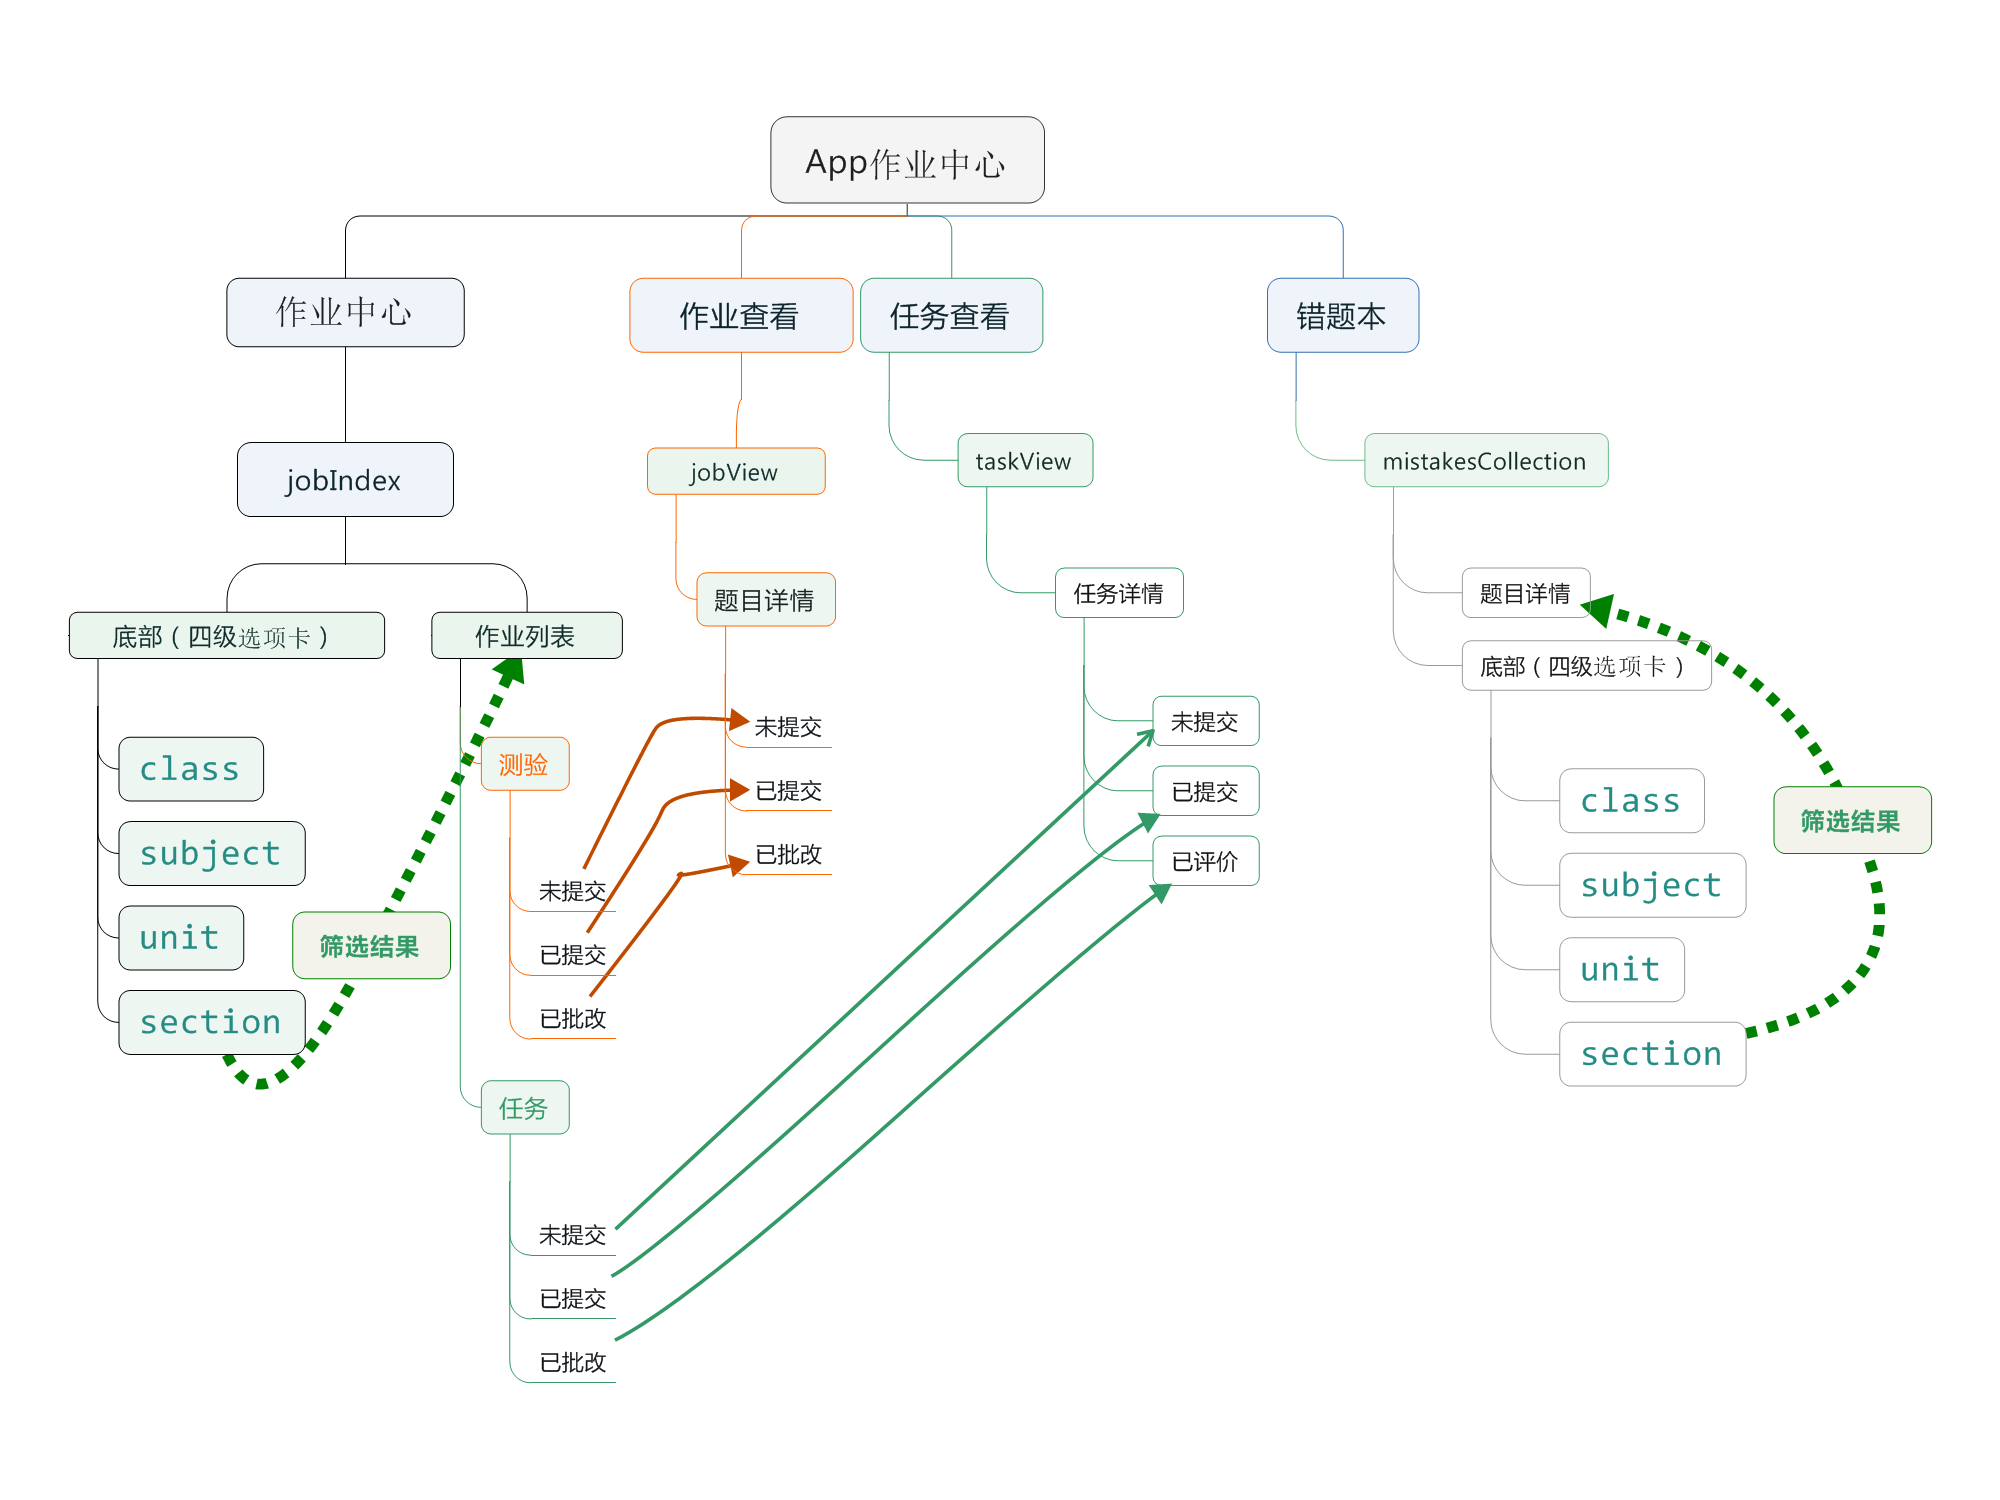 App作业中心
作业中心
作业查看
任务查看
错题本
jobIndex
jobView
taskView
mistakesCollection
底部（四级选项卡）
作业列表
class
subject
unit
section
筛选结果
测验
未提交
已提交
已批改
任务
未提交
已提交
已批改
题目详情
未提交
已提交
已批改
任务详情
未提交
已提交
已评价
题目详情
底部（四级选项卡）
class
subject
unit
section
筛选结果